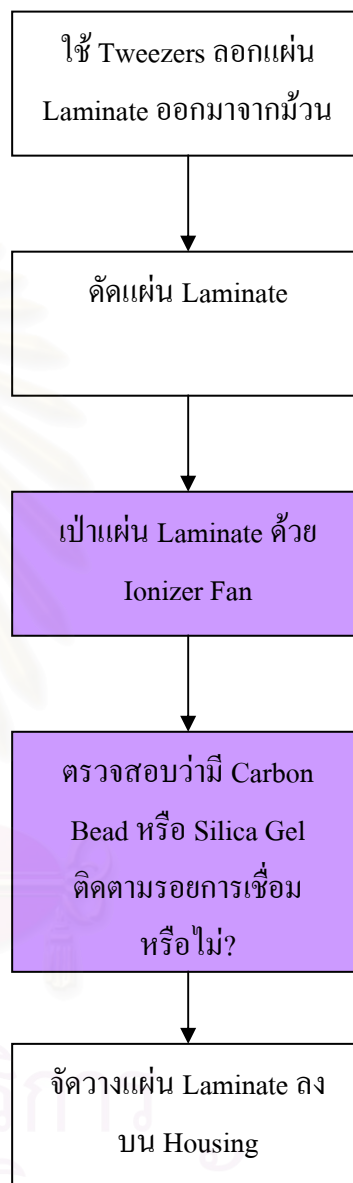 ใช้ Tweezers ลอกแผ่น
Laminate ออกมาจากม้วน
ดัดแผ่น Laminate
เป่าแผ่น Laminate ด้วย
Ionizer Fan
ตรวจสอบว่ามี Carbon
Bead หรือ Silica Gel
ติดตามรอยการเชื่อม
หรือไม่?
จัดวางแผ่น Laminate ลง
บน Housing